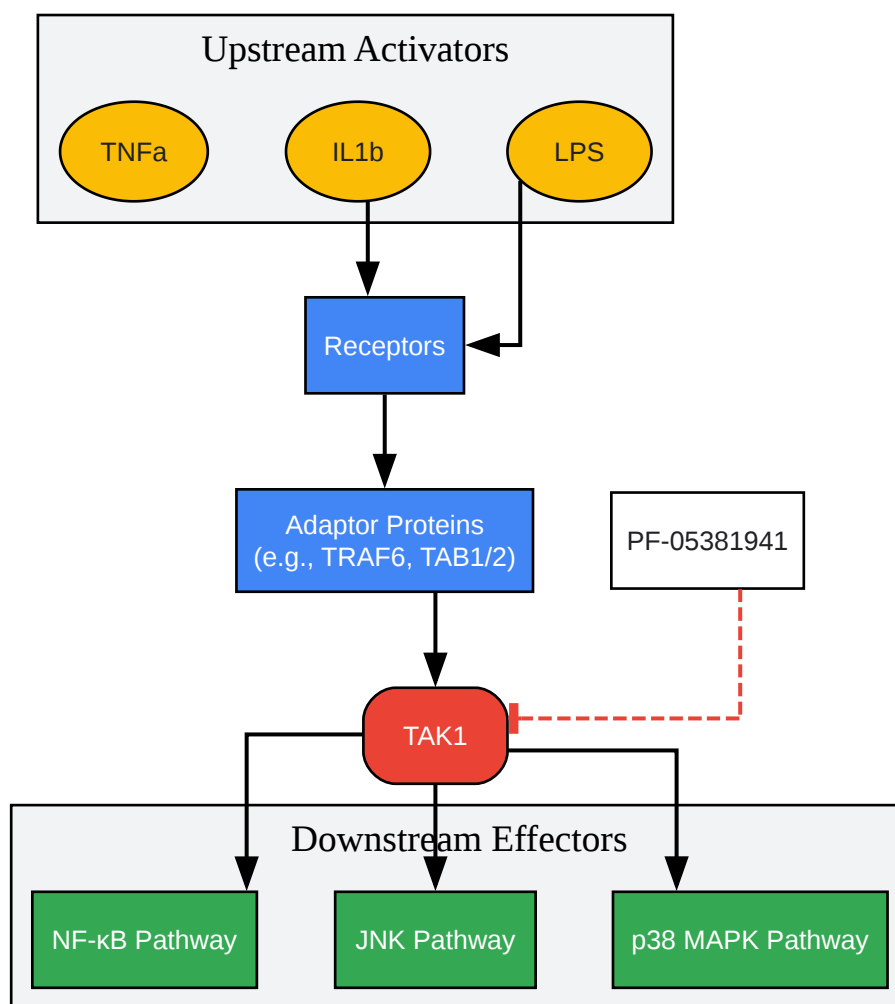 Upstream Activators
TNFa
IL1b
LPS
Receptors
Adaptor Proteins
(e.g., TRAF6, TAB1/2)
PF-05381941
TAK1
Downstream Effectors
NF-κB Pathway
JNK Pathway
p38 MAPK Pathway